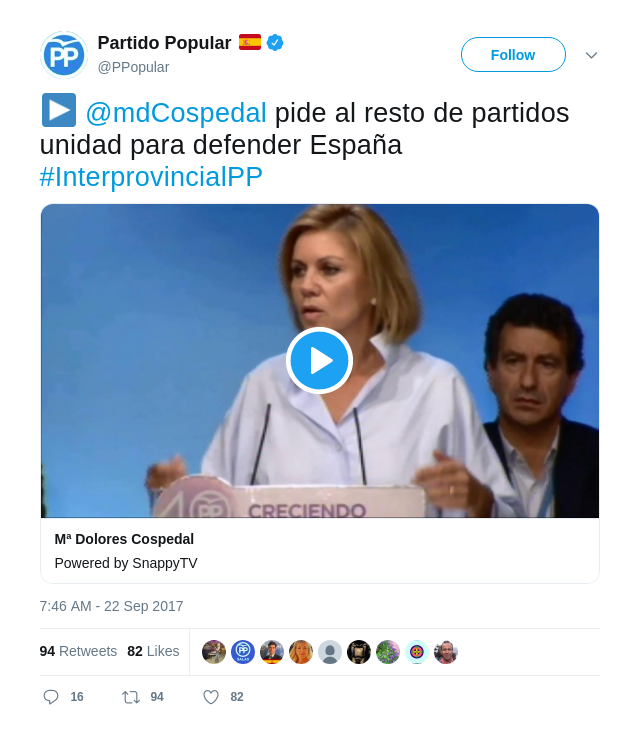 PP
Partido Popular
@PPopular
Follow
@mdCospedal pide al resto de partidos
unidad para defender España
#InterprovincialPP
PP
CRECIENDO
Mª Dolores Cospedal
Powered by SnappyTV
7:46 AM - 22 Sep 2017
94 Retweets 82 Likes
16 94 82